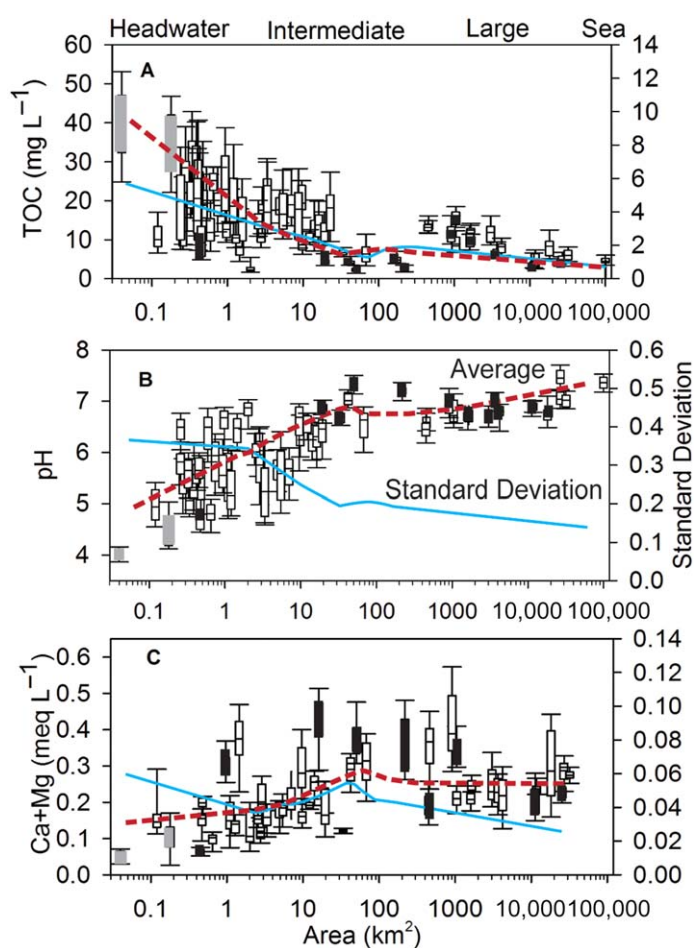 Headwater Intermediate Large Sea
60 14
A
50 12
40 10
30 8
20 6
10 4
0 2
0
TOC (mg L⁻¹)
0.1 1 10 100 1000 10,000 100,000
8 0.6
B
Average
7 0.5
6 0.4
5 0.3
4 0.2
0.1
0.0
pH
Standard Deviation
Standard Deviation
0.1 1 10 100 1000 10,000 100,000
C
0.6 0.14
0.5 0.12
0.4 0.10
0.3 0.08
0.2 0.06
0.1 0.04
0.0 0.02
0.00
Ca+Mg (meq L⁻¹)
0.1 1 10 100 1000 10,000 100,000
Area (km²)